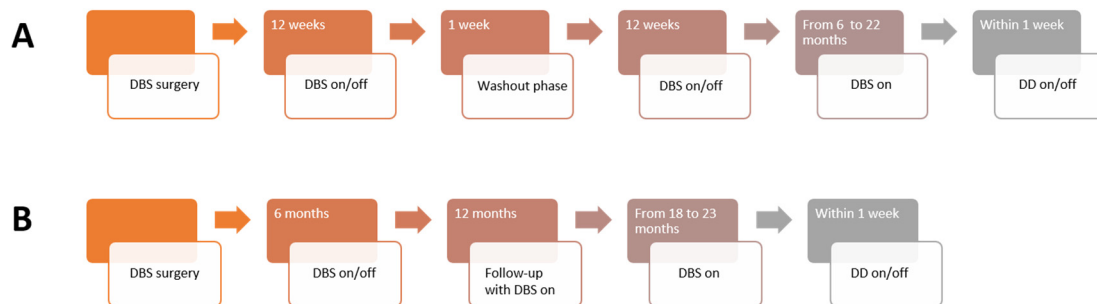 A
12 weeks
1 week
12 weeks
From 6 to 22
months
Within 1 week
DBS surgery
DBS on/off
Washout phase
DBS on/off
DBS on
DD on/off
B
6 months
12 months
From 18 to 23
months
Within 1 week
DBS surgery
DBS on/off
Follow-up
with DBS on
DBS on
DD on/off